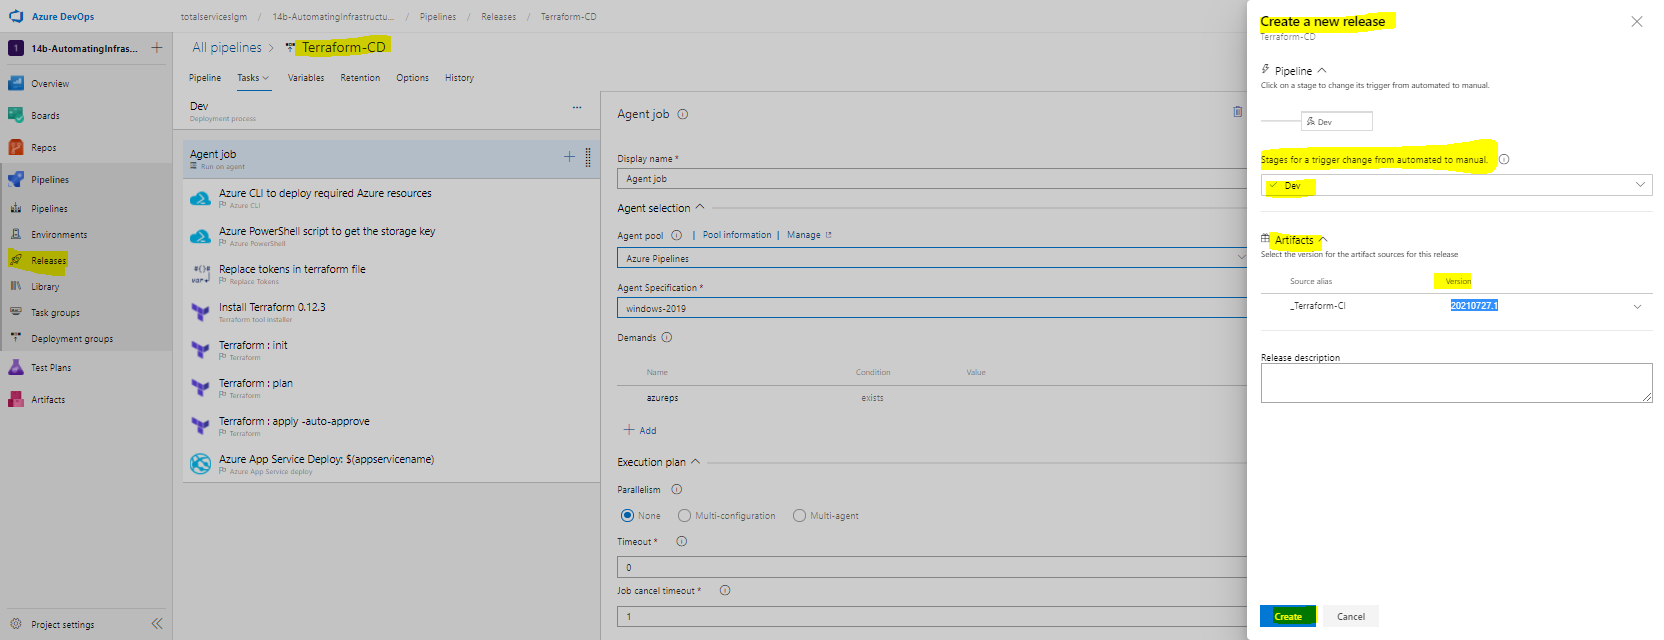 Azure DevOps
totalserviceslgm / 14b-AutomatingInfrastructu... / Pipelines / Releases / Terraform-CD
1 14b-AutomatingInfras... +
Overview
Boards
Repos
Pipelines
Pipelines
Environments
Releases
Library
Task groups
Deployment groups
Test Plans
Artifacts
Project settings
All pipelines > Terraform-CD
Pipeline Tasks Variables Retention Options History
Dev
Deployment process
Agent job
Run on agent
Azure CLI to deploy required Azure resources
Azure CLI
Azure PowerShell script to get the storage key
Azure PowerShell
Replace tokens in terraform file
Replace Tokens
Install Terraform 0.12.3
Terraform tool installer
Terraform : init
Terraform
Terraform : plan
Terraform
Terraform : apply -auto-approve
Terraform
Azure App Service Deploy: $(appservicename)
Azure App Service deploy
Agent job
Display name *
Agent job
Agent selection
Agent pool | Pool information | Manage
Azure Pipelines
Agent Specification *
windows-2019
Demands
Name Condition Value
azureps exists
+ Add
Execution plan
Parallelism
None Multi-configuration Multi-agent
Timeout *
0
Job cancel timeout *
1
Create a new release
Terraform-CD
Pipeline
Click on a stage to change its trigger from automated to manual.
Dev
Stages for a trigger change from automated to manual.
Dev
Artifacts
Select the version for the artifact sources for this release
Source alias Version
_Terraform-CI 20210727.1
Release description
Create Cancel